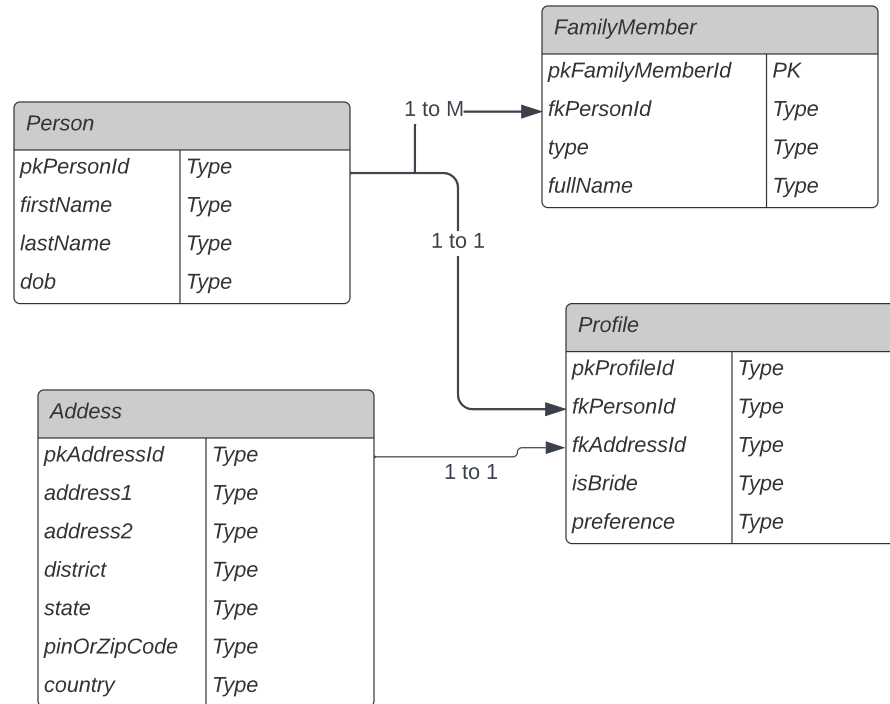 FamilyMember
pkFamilyMemberId PK
fkPersonId Type
type Type
fullName Type
1 to M
Person
pkPersonId Type
firstName Type
lastName Type
dob Type
1 to 1
Profile
pkProfileId Type
fkPersonId Type
fkAddressId Type
isBride Type
preference Type
Addess
pkAddressId Type
address1 Type
address2 Type
district Type
state Type
pinOrZipCode Type
country Type
1 to 1